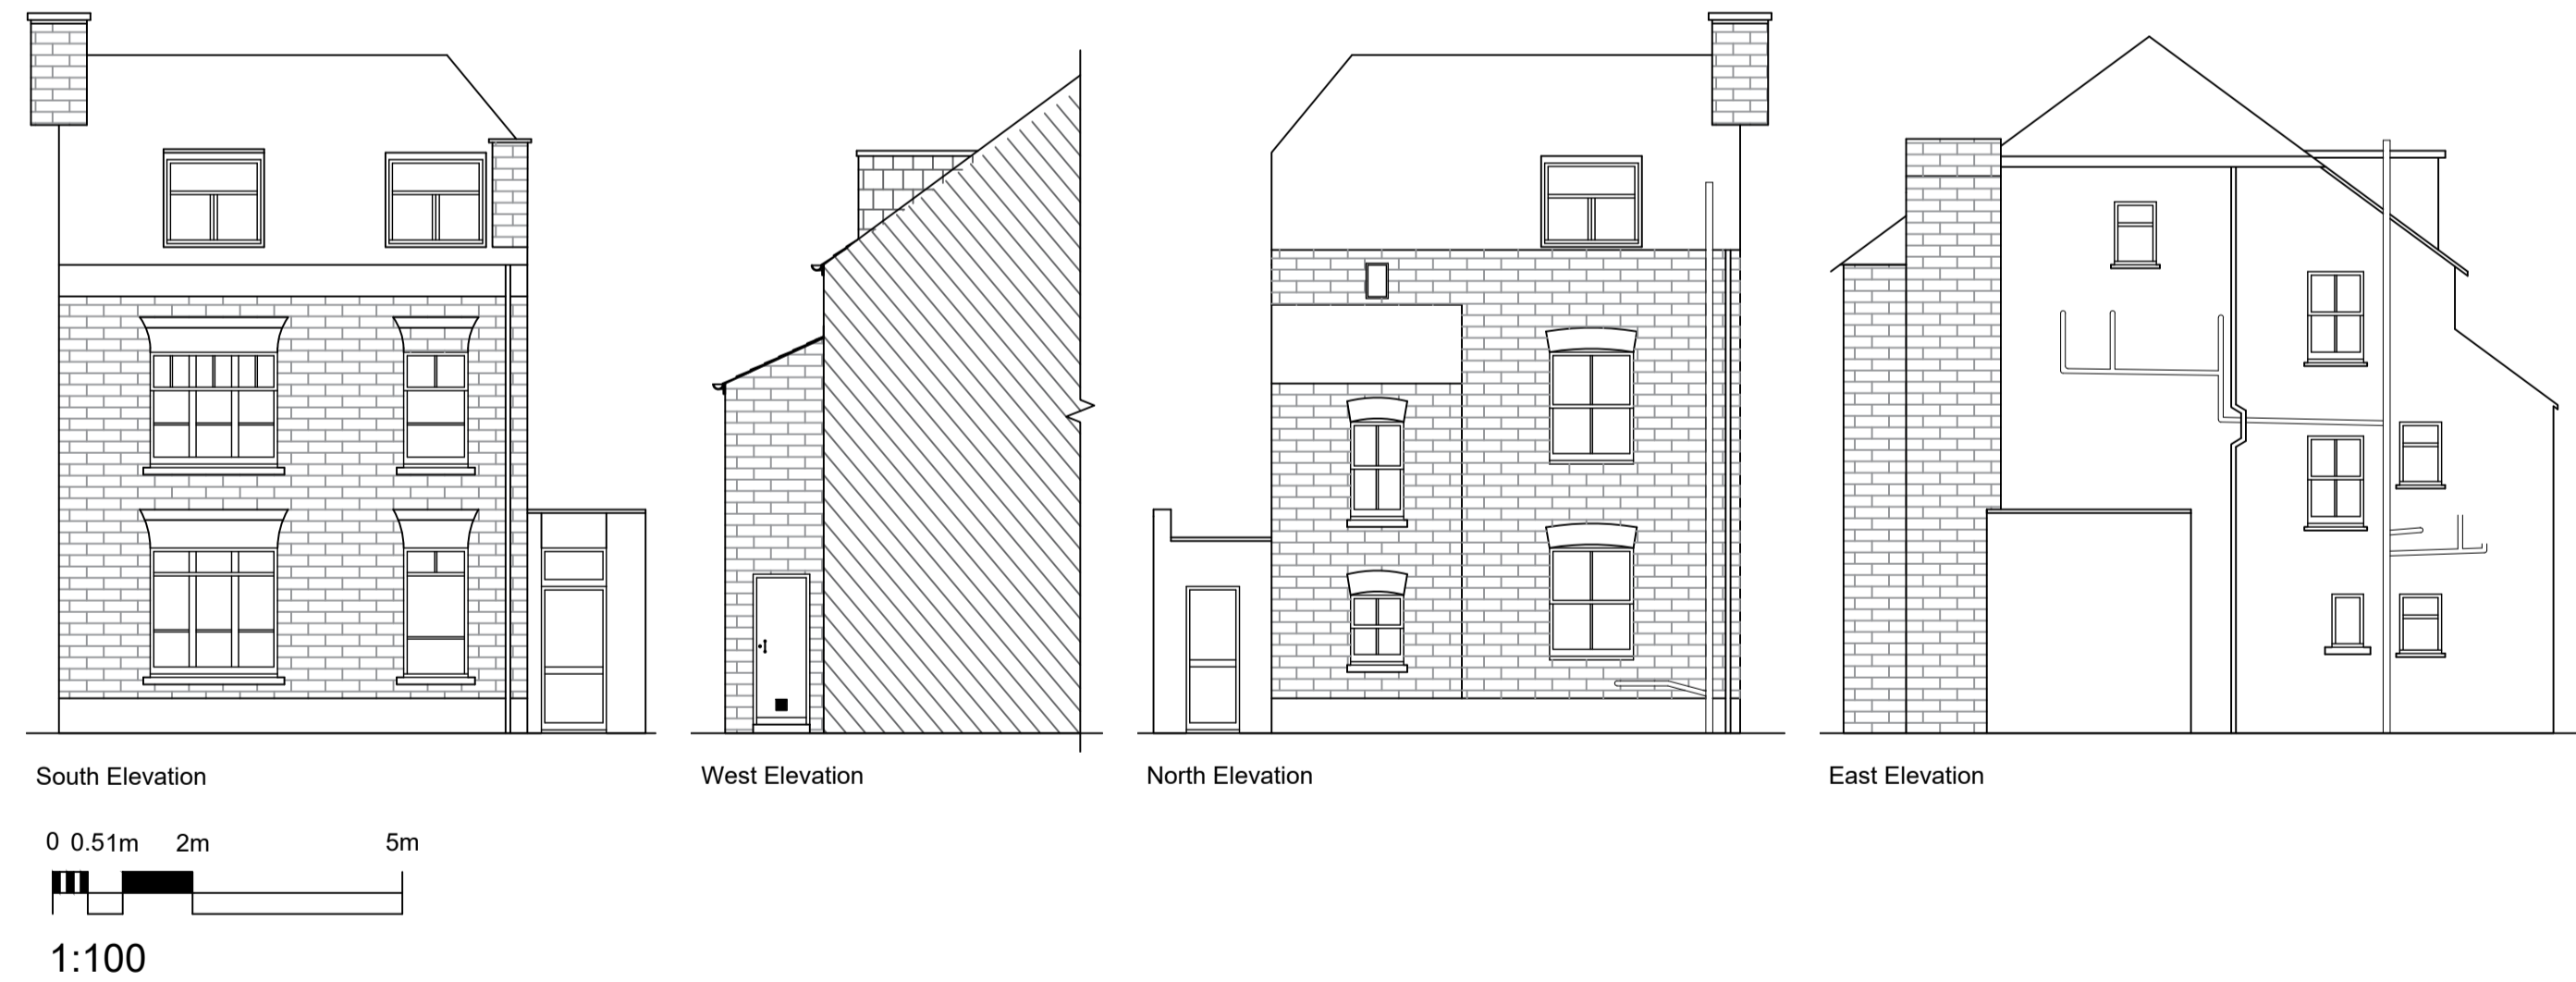 South Elevation
West Elevation
North Elevation
East Elevation
0 0.51m 2m 5m
1:100